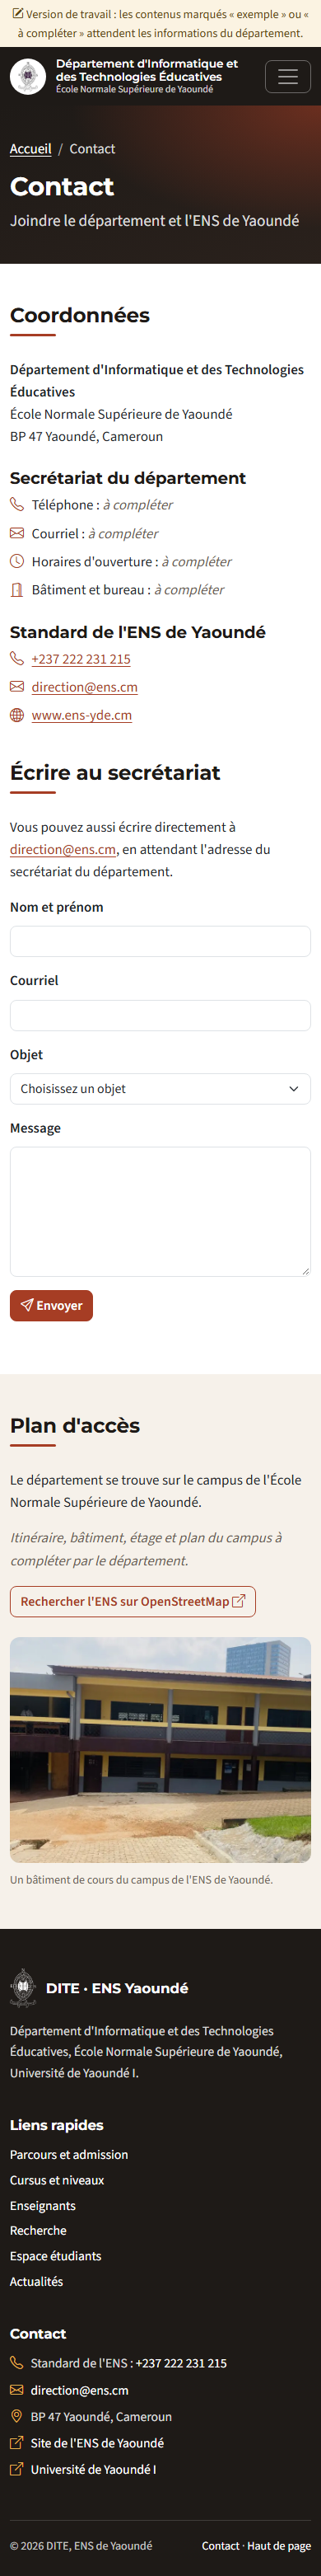 Version de travail : les contenus marqués « exemple » ou «
à compléter » attendent les informations du département.
Département d'Informatique et
des Technologies Éducatives
École Normale Supérieure de Yaoundé
Accueil / Contact
Contact
Joindre le département et l'ENS de Yaoundé
Coordonnées
Département d'Informatique et des Technologies
Éducatives
École Normale Supérieure de Yaoundé
BP 47 Yaoundé, Cameroun
Secrétariat du département
Téléphone : à compléter
Courriel : à compléter
Horaires d'ouverture : à compléter
Bâtiment et bureau : à compléter
Standard de l'ENS de Yaoundé
+237 222 231 215
direction@ens.cm
www.ens-yde.cm
Écrire au secrétariat
Vous pouvez aussi écrire directement à
direction@ens.cm, en attendant l'adresse du
secrétariat du département.
Nom et prénom
Courriel
Objet
Choisissez un objet
Message
Envoyer
Plan d'accès
Le département se trouve sur le campus de l'École
Normale Supérieure de Yaoundé.
Itinéraire, bâtiment, étage et plan du campus à
compléter par le département.
Rechercher l'ENS sur OpenStreetMap
Un bâtiment de cours du campus de l'ENS de Yaoundé.
DITE · ENS Yaoundé
Département d'Informatique et des Technologies
Éducatives, École Normale Supérieure de Yaoundé,
Université de Yaoundé I.
Liens rapides
Parcours et admission
Cursus et niveaux
Enseignants
Recherche
Espace étudiants
Actualités
Contact
Standard de l'ENS : +237 222 231 215
direction@ens.cm
BP 47 Yaoundé, Cameroun
Site de l'ENS de Yaoundé
Université de Yaoundé I
© 2026 DITE, ENS de Yaoundé
Contact · Haut de page